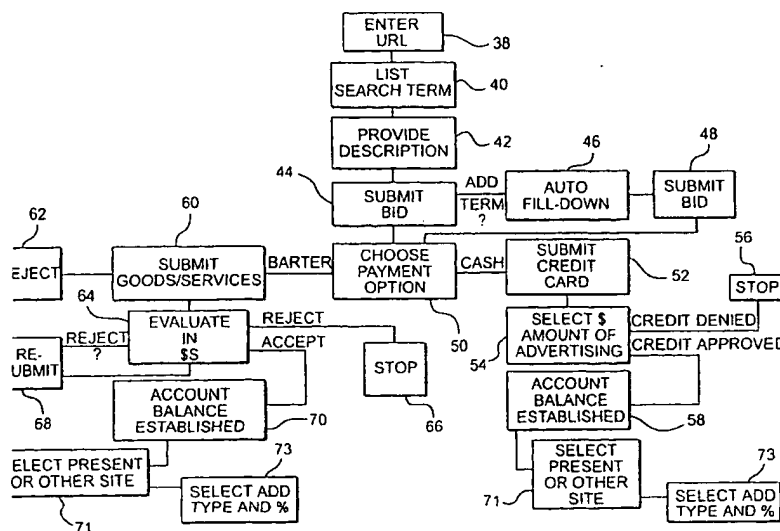 ENTER
URL
38
LIST
SEARCH TERM
40
PROVIDE
DESCRIPTION
42
44
SUBMIT
BID
ADD
TERM
?
46
AUTO
FILL-DOWN
48
SUBMIT
BID
62
EJECT
60
SUBMIT
GOODS/SERVICES
BARTER
CHOOSE
PAYMENT
OPTION
50
CASH
SUBMIT
CREDIT
CARD
52
56
STOP
64
EVALUATE
IN
$S
REJECT
ACCEPT
REJECT
?
RE-
SUBMIT
68
STOP
66
54
SELECT $
AMOUNT OF
ADVERTISING
CREDIT DENIED
CREDIT APPROVED
ACCOUNT
BALANCE
ESTABLISHED
70
ACCOUNT
BALANCE
ESTABLISHED
58
ELECT PRESENT
OR OTHER SITE
71
73
SELECT ADD
TYPE AND %
SELECT
PRESENT
OR OTHER
SITE
71
73
SELECT ADD
TYPE AND %